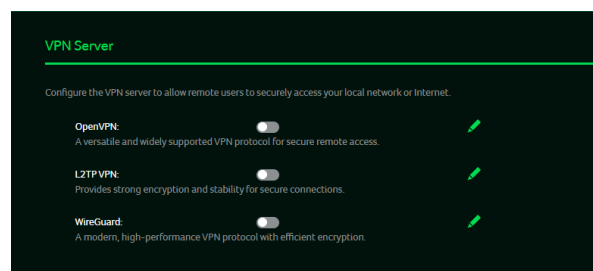 VPN Server
Configure the VPN server to allow remote users to securely access your local network or Internet.
OpenVPN:
A versatile and widely supported VPN protocol for secure remote access.
L2TP VPN:
Provides strong encryption and stability for secure connections.
WireGuard:
A modern, high-performance VPN protocol with efficient encryption.